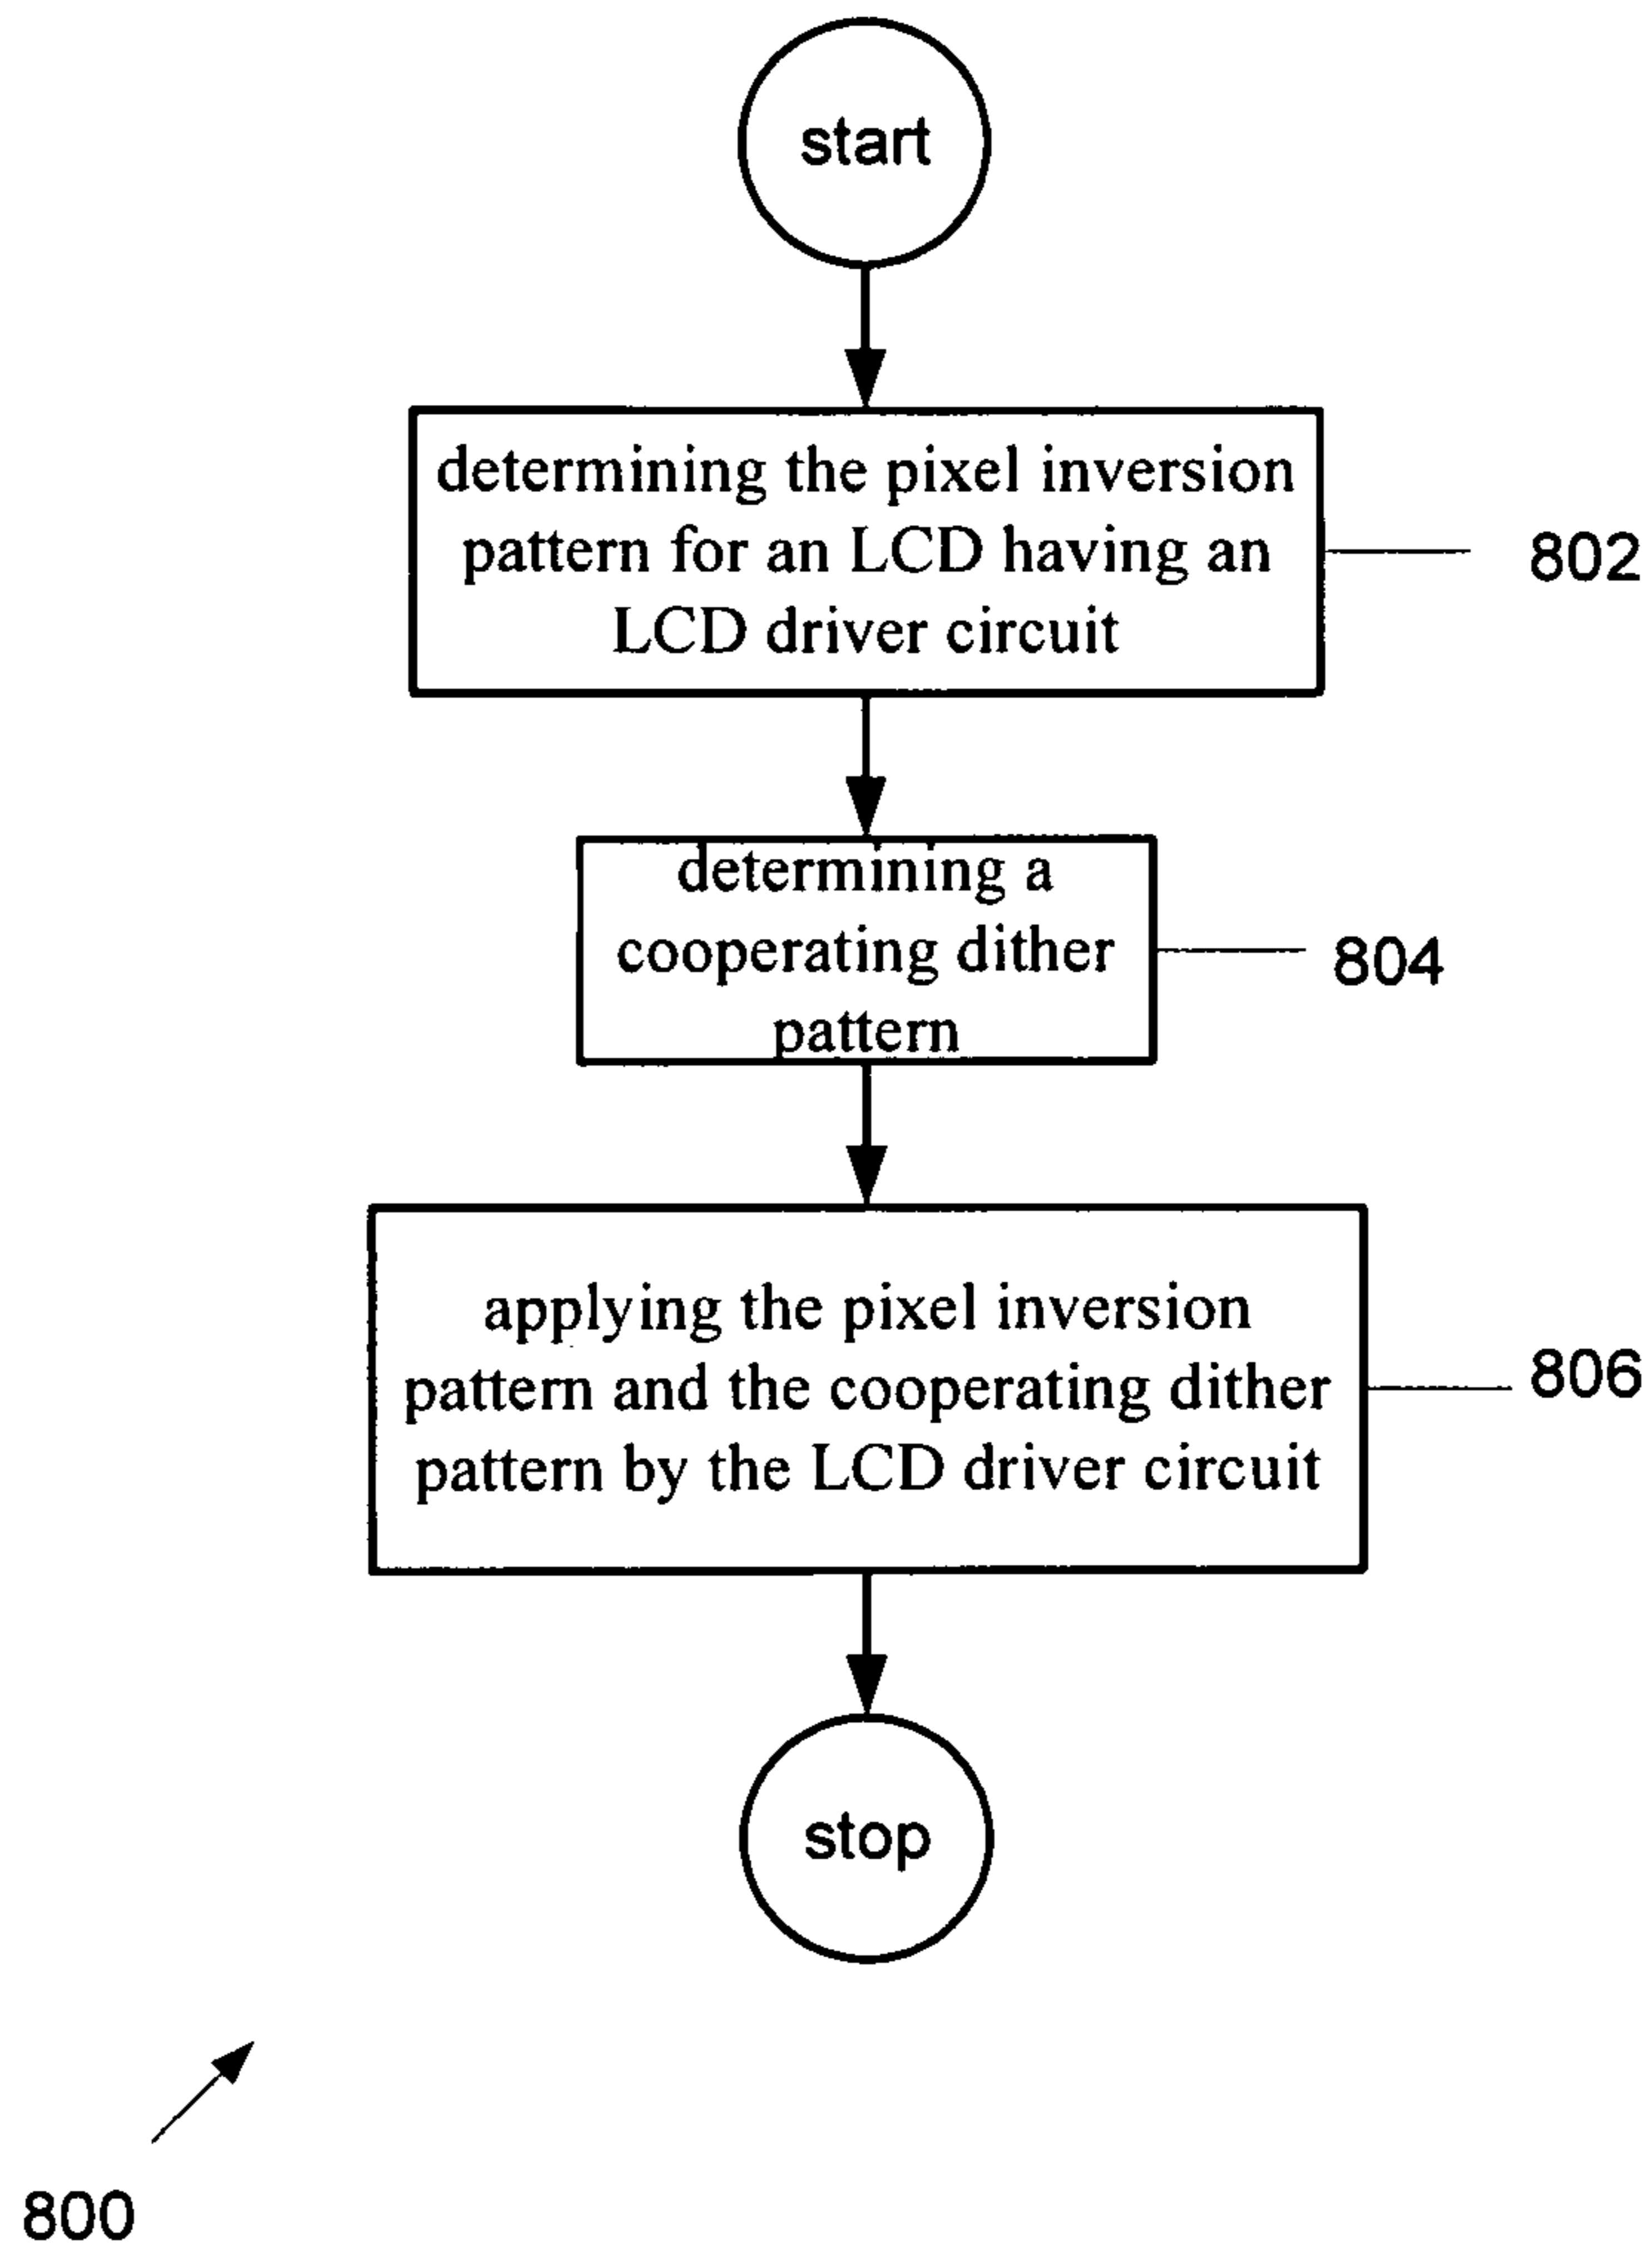 start
determining the pixel inversion
pattern for an LCD having an
LCD driver circuit
802
determining a
cooperating dither
pattern
804
applying the pixel inversion
pattern and the cooperating dither
pattern by the LCD driver circuit
806
stop
800